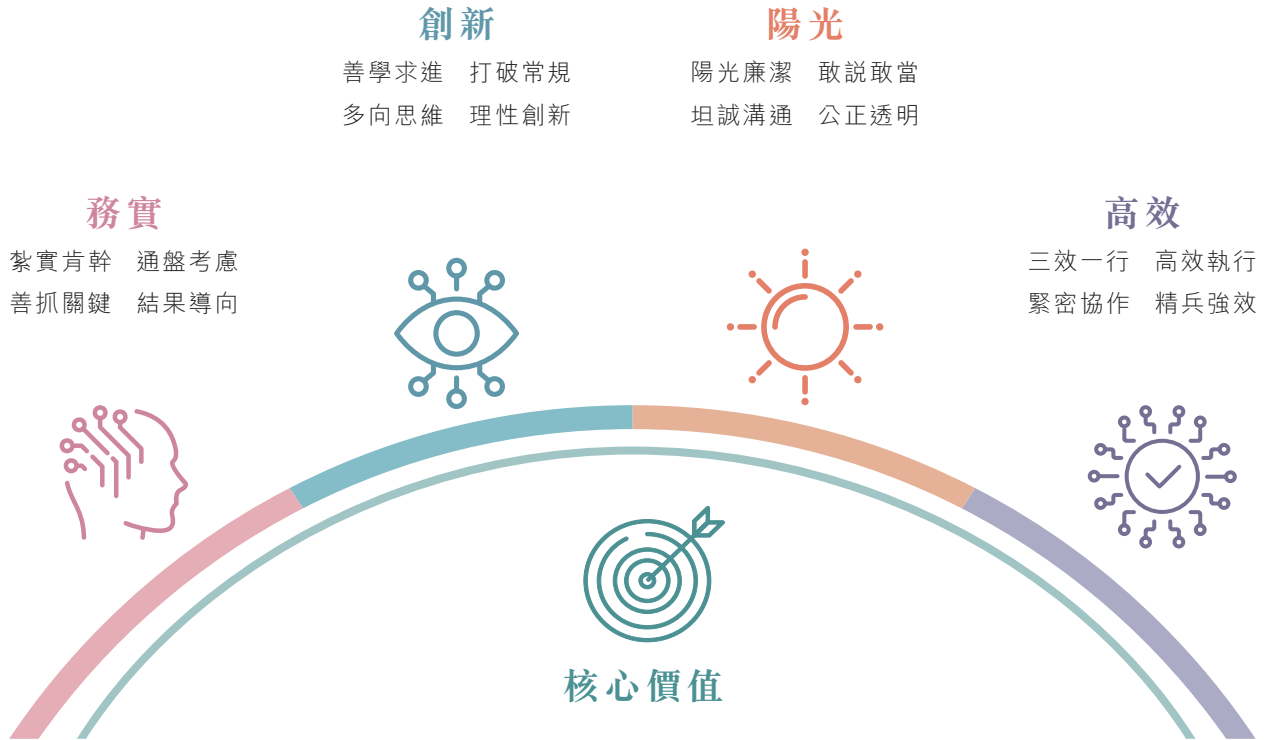 創新
善學求進 打破常規
多向思維 理性創新
陽光
陽光廉潔 敢説敢當
坦誠溝通 公正透明
務實
紮實肯幹 通盤考慮
善抓關鍵 結果導向
高效
三效一行 高效執行
緊密協作 精兵強效
核心價值